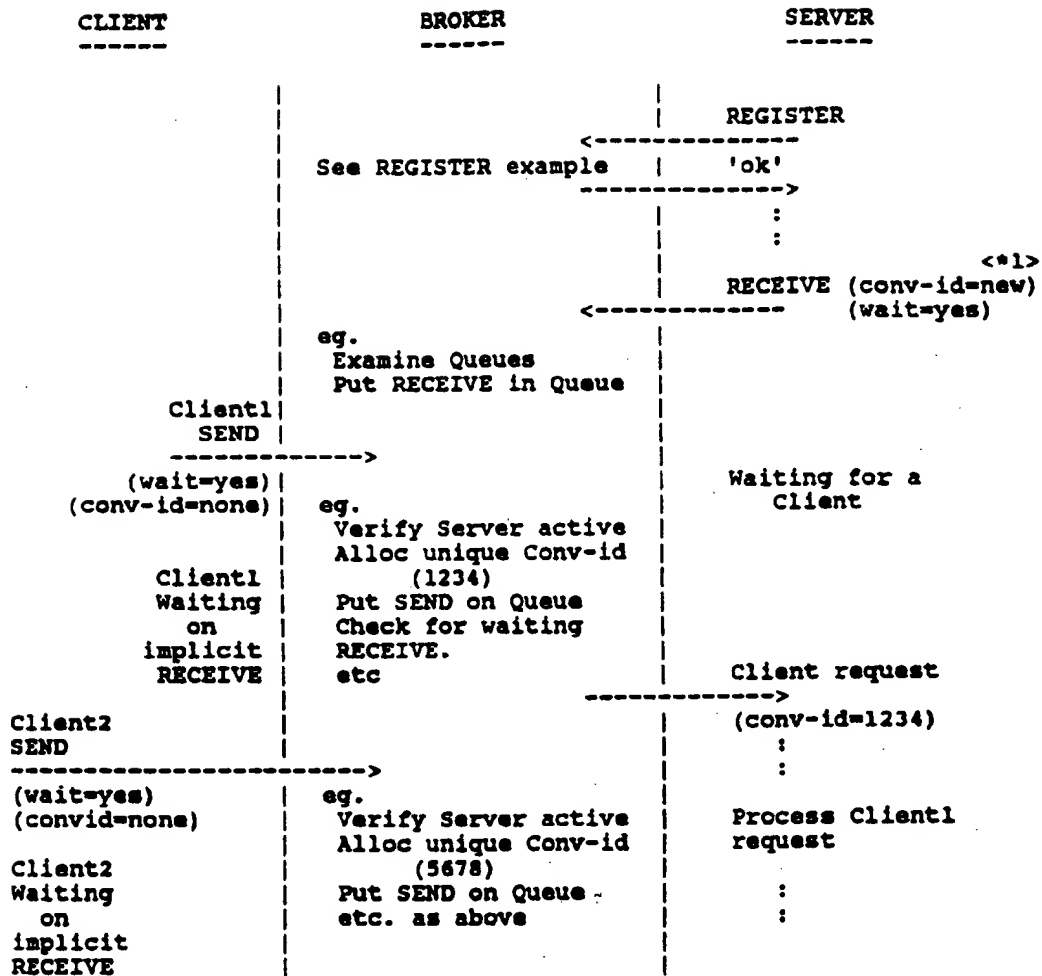 CLIENT BROKER SERVER
------ ------ ------
REGISTER
<---------------
See REGISTER example 'ok'
--------------->
:
:
<*1>
RECEIVE (conv-id=new)
<-------------- (wait=yes)
eg.
Examine Queues
Put RECEIVE in Queue
Client1
SEND
-------------->
(wait=yes) Waiting for a
(conv-id=none) eg. Client
Verify Server active
Alloc unique Conv-id
Client1 (1234)
Waiting Put SEND on Queue
on Check for waiting
implicit RECEIVE.
RECEIVE etc Client request
-------------->
Client2 (conv-id=1234)
SEND :
-------------------------> :
(wait=yes) eg.
(convid=none) Verify Server active Process Client1
Alloc unique Conv-id request
Client2 (5678)
Waiting Put SEND on Queue :
on etc. as above :
implicit
RECEIVE